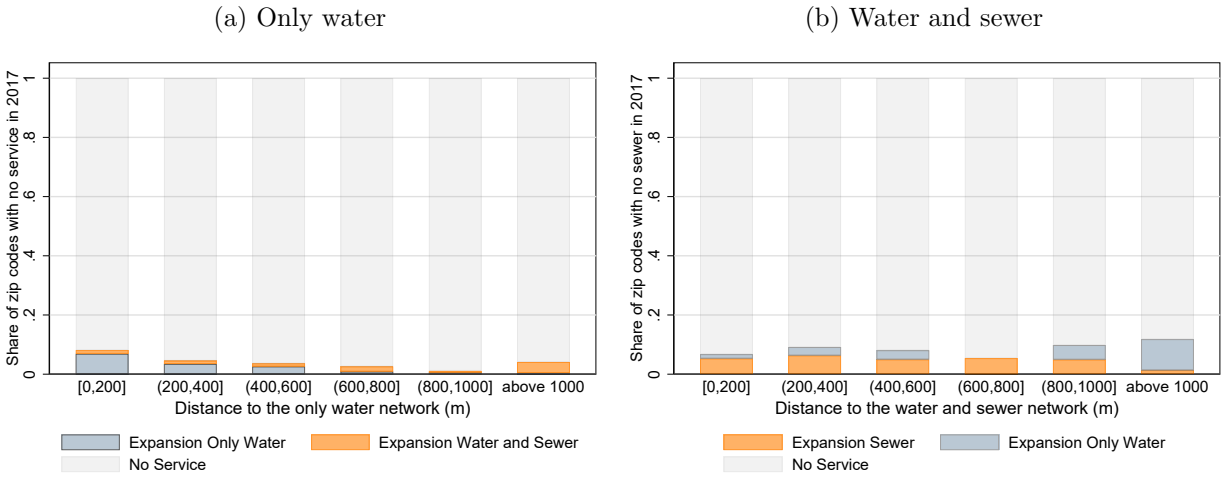 (a) Only water
Share of zip codes with no service in 2017
1
.8
.6
.4
.2
0
[0,200] (200,400] (400,600] (600,800] (800,1000] above 1000
Distance to the only water network (m)
Expansion Only Water Expansion Water and Sewer
No Service
(b) Water and sewer
Share of zip codes with no sewer in 2017
1
.8
.6
.4
.2
0
[0,200] (200,400] (400,600] (600,800] (800,1000] above 1000
Distance to the water and sewer network (m)
Expansion Sewer Expansion Only Water
No Service